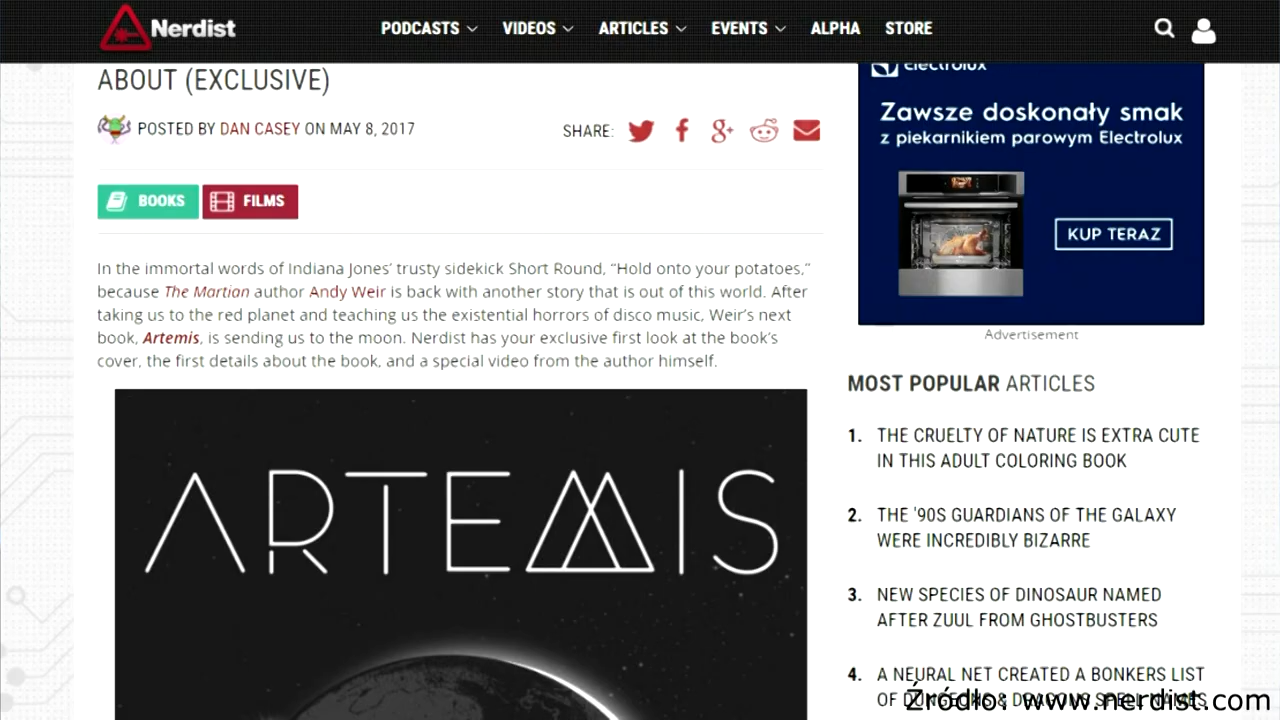 Nerdist
PODCASTS
VIDEOS
ARTICLES
EVENTS
ALPHA
STORE
ABOUT (EXCLUSIVE)
POSTED BY DAN CASEY ON MAY 8, 2017
SHARE:
BOOKS
FILMS
In the immortal words of Indiana Jones’ trusty sidekick Short Round, “Hold onto your potatoes,”
because The Martian author Andy Weir is back with another story that is out of this world. After
taking us to the red planet and teaching us the existential horrors of disco music, Weir’s next
book, Artemis, is sending us to the moon. Nerdist has your exclusive first look at the book’s
cover, the first details about the book, and a special video from the author himself.
ARTEMIS
Electrolux
Zawsze doskonały smak
z piekarnikiem parowym Electrolux
KUP TERAZ
Advertisement
MOST POPULAR ARTICLES
1. THE CRUELTY OF NATURE IS EXTRA CUTE
IN THIS ADULT COLORING BOOK
2. THE '90S GUARDIANS OF THE GALAXY
WERE INCREDIBLY BIZARRE
3. NEW SPECIES OF DINOSAUR NAMED
AFTER ZUUL FROM GHOSTBUSTERS
4. A NEURAL NET CREATED A BONKERS LIST
OF DUNGEONS & DRAGONS SPELL NAMES
Źródło: www.nerdist.com